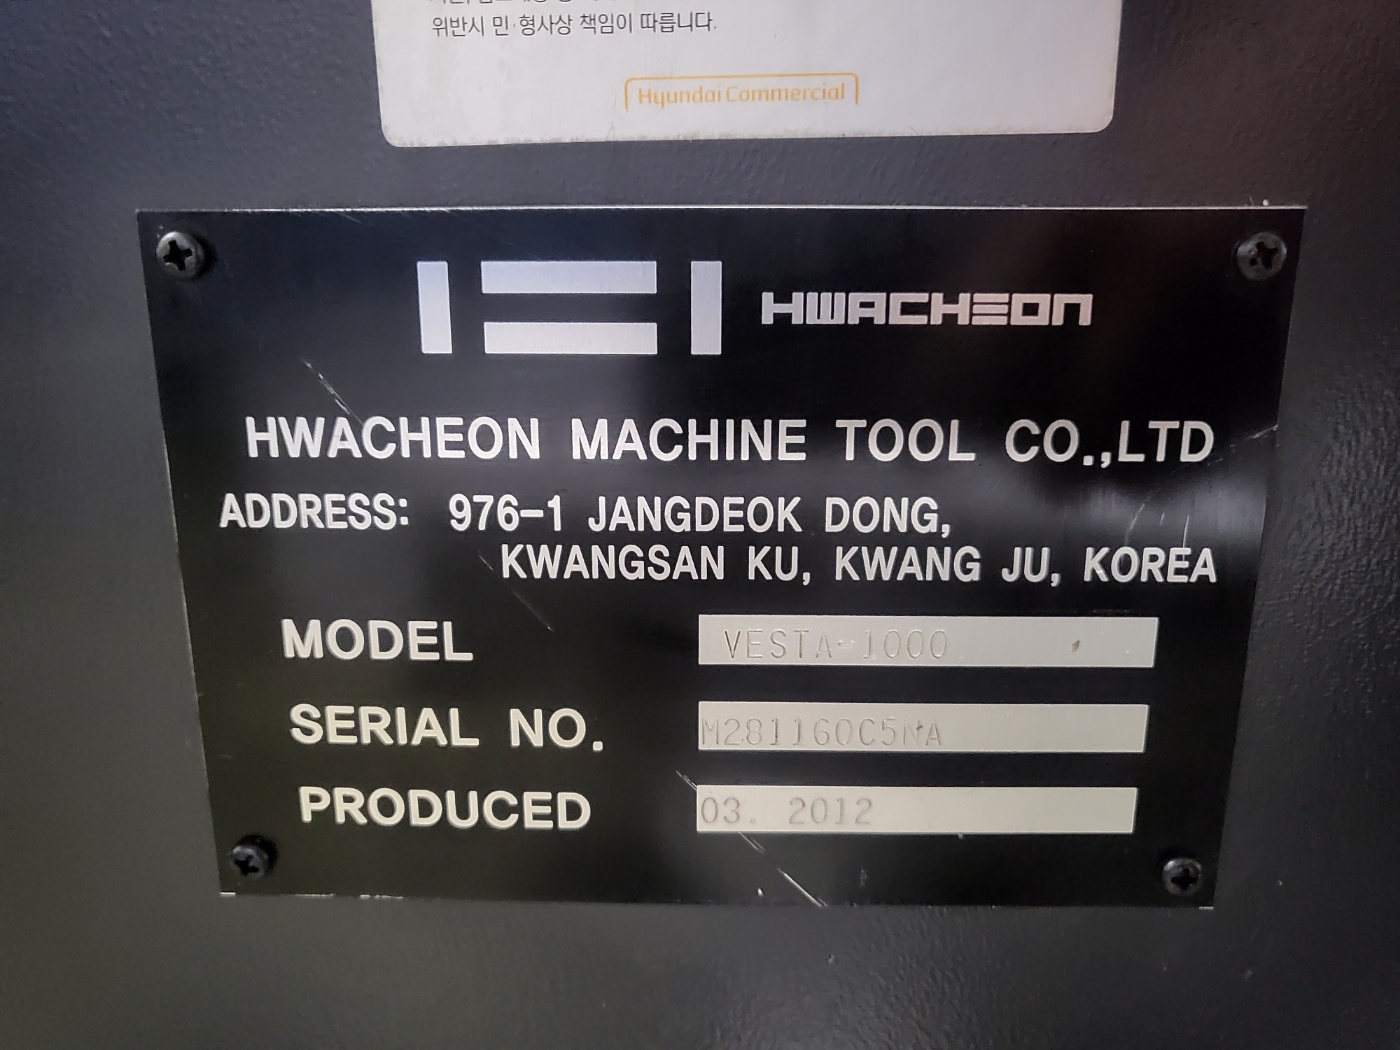 위반시 민·형사상 책임이 따릅니다.
Hyundai Commercial
HWACHEON
HWACHEON MACHINE TOOL CO.,LTD
ADDRESS: 976-1 JANGDEOK DONG,
KWANGSAN KU, KWANG JU, KOREA
MODEL VESTA-1000
SERIAL NO. M281160C5NA
PRODUCED 03. 2012